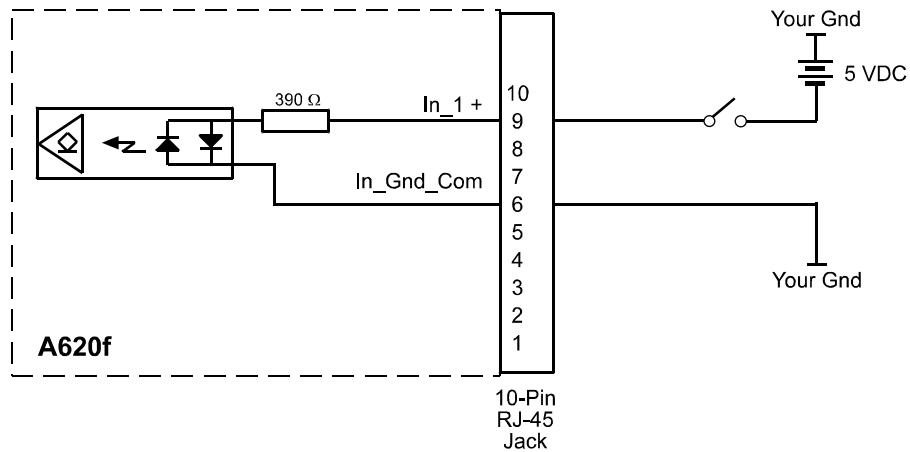 Your Gnd
5 VDC
390 Ω
In_1 +
10
9
8
7
In_Gnd_Com
6
5
4
Your Gnd
3
2
1
A620f
10-Pin
RJ-45
Jack